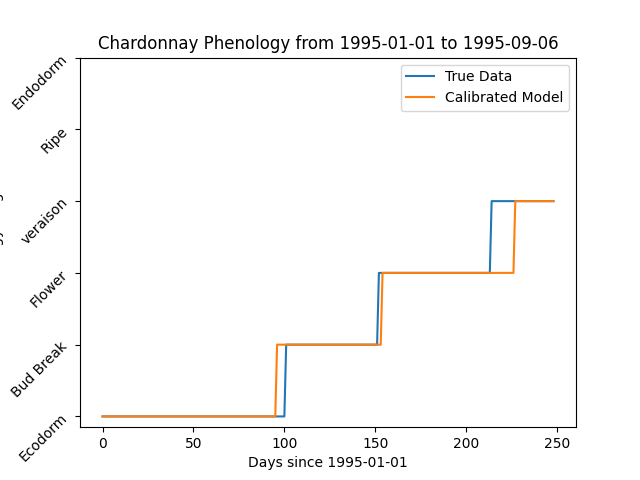 Chardonnay Phenology from 1995-01-01 to 1995-09-06
True Data
Calibrated Model
Endodorm
Ripe
veraison
Flower
Bud Break
Ecodorm
0 50 100 150 200 250
Days since 1995-01-01